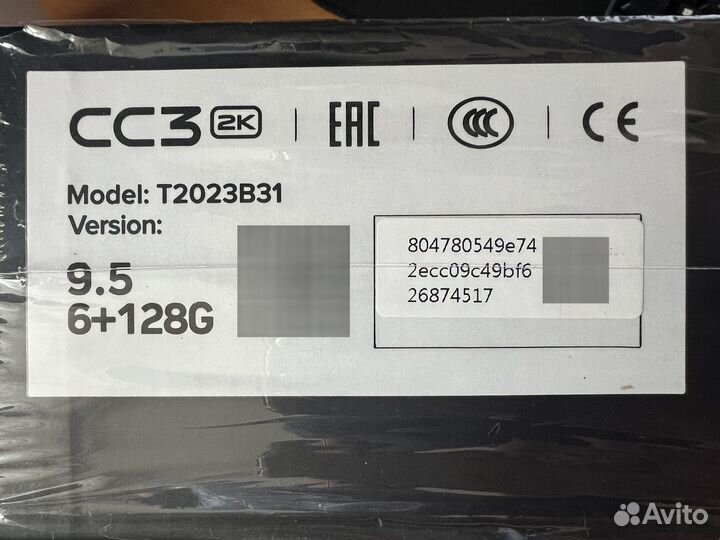 CC3 2K EAC CCC CE
Model: T2023B31
Version:
9.5
6+128G
804780549e74
2ecc09c49bf6
26874517
Avito